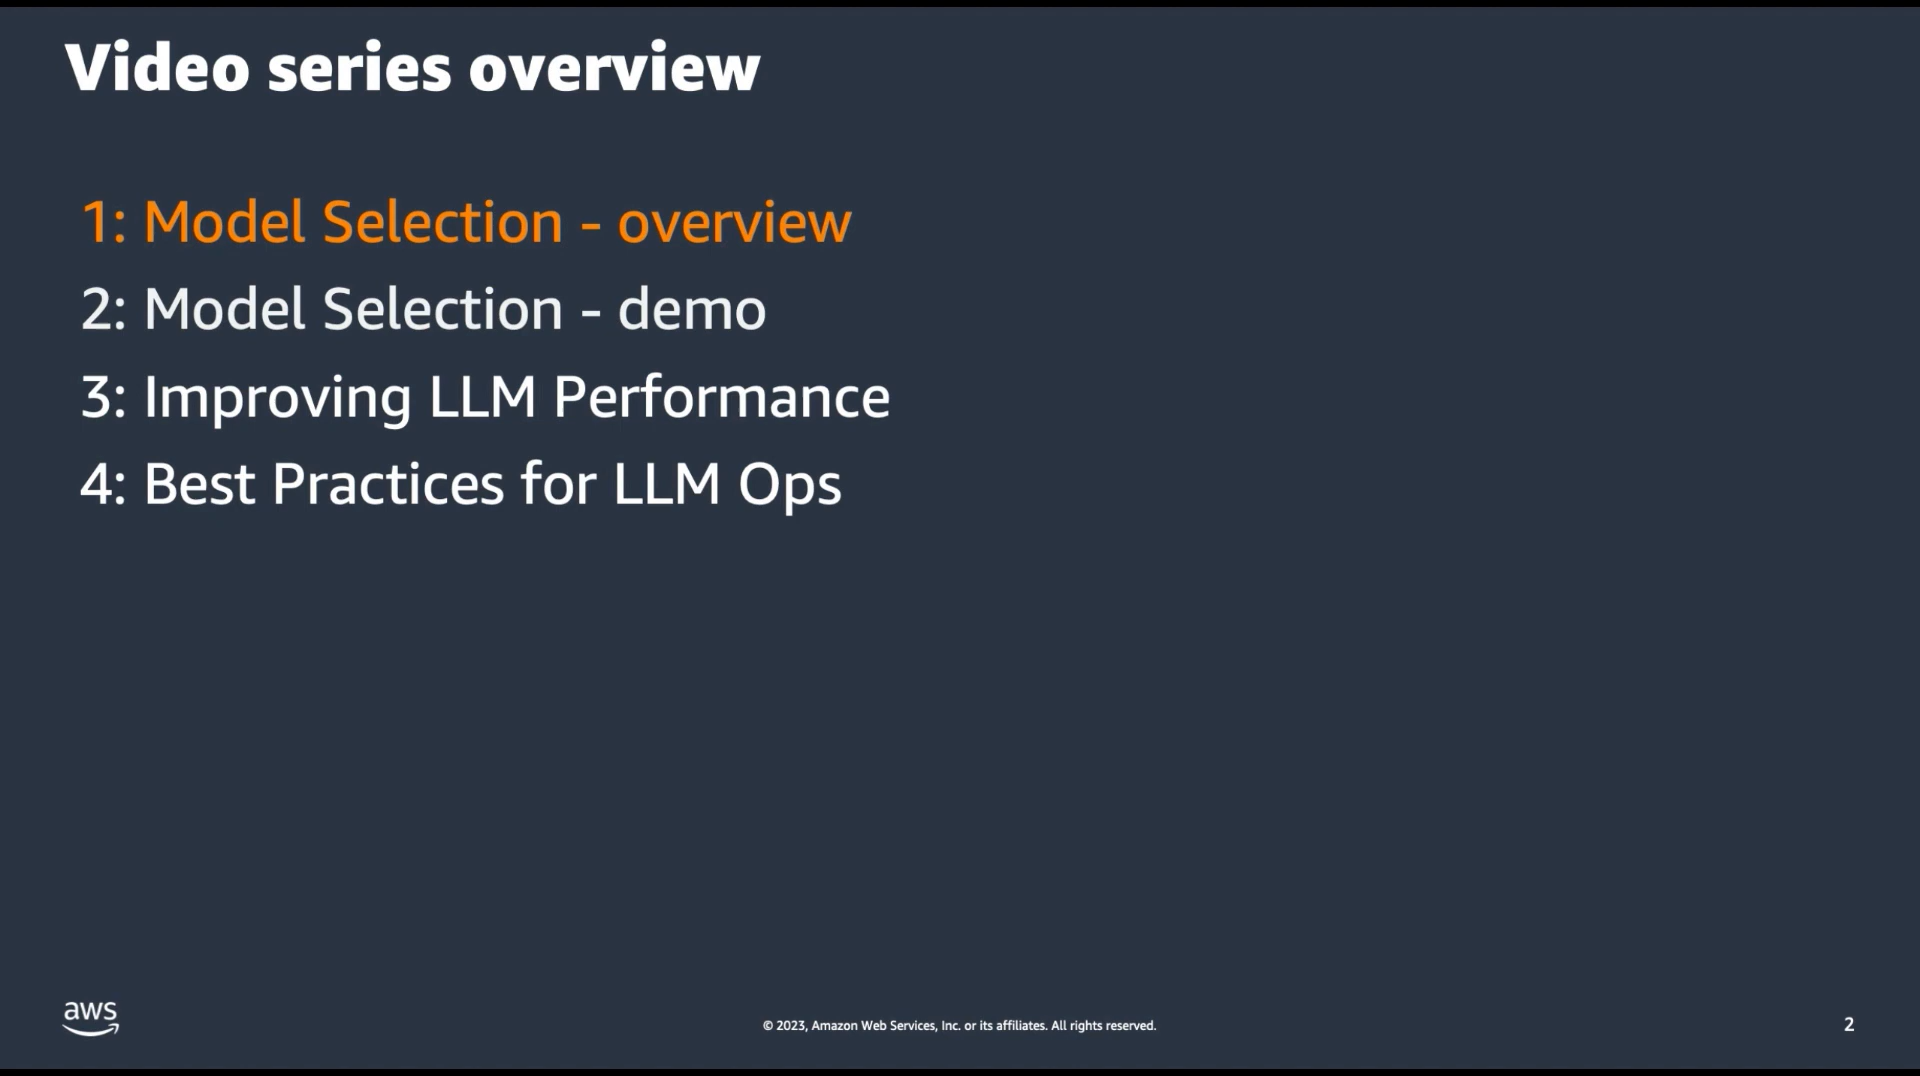 Video series overview
1: Model Selection - overview
2: Model Selection - demo
3: Improving LLM Performance
4: Best Practices for LLM Ops
aws
© 2023, Amazon Web Services, Inc. or its affiliates. All rights reserved.
2